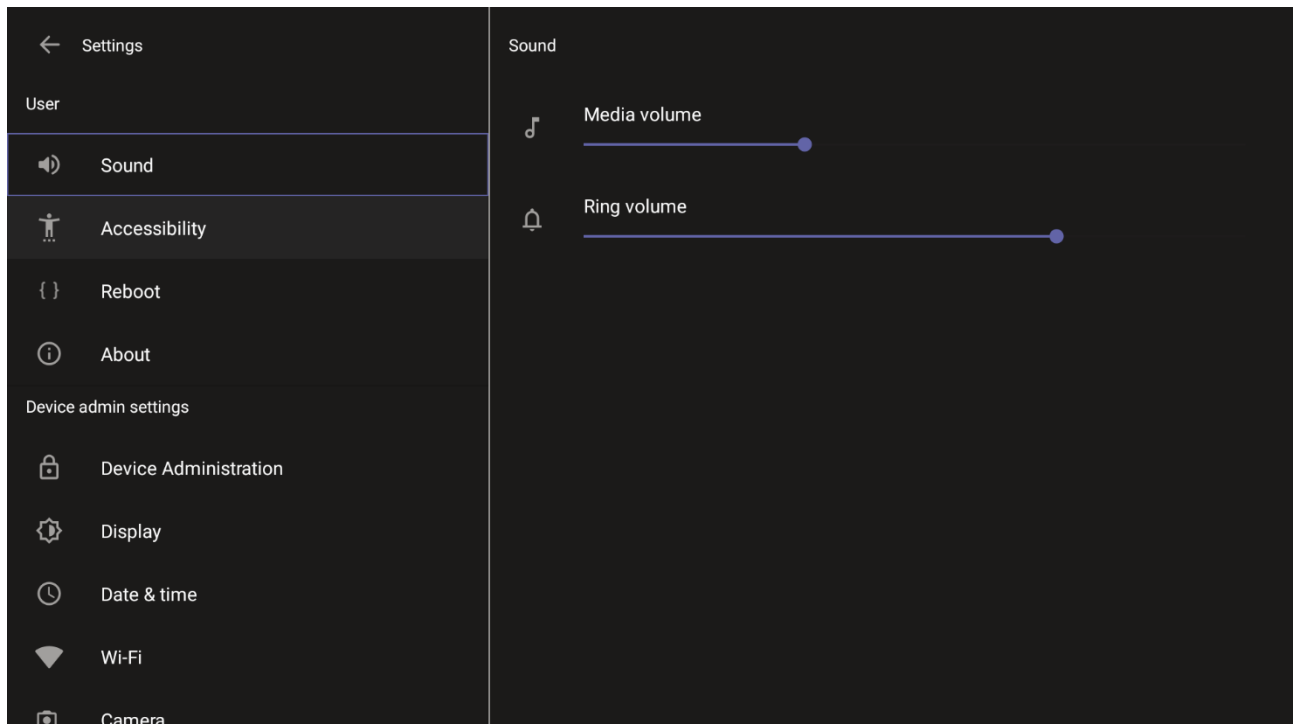 Settings
User
Sound
Accessibility
Reboot
About
Device admin settings
Device Administration
Display
Date & time
Wi-Fi
Camera
Sound
Media volume
Ring volume